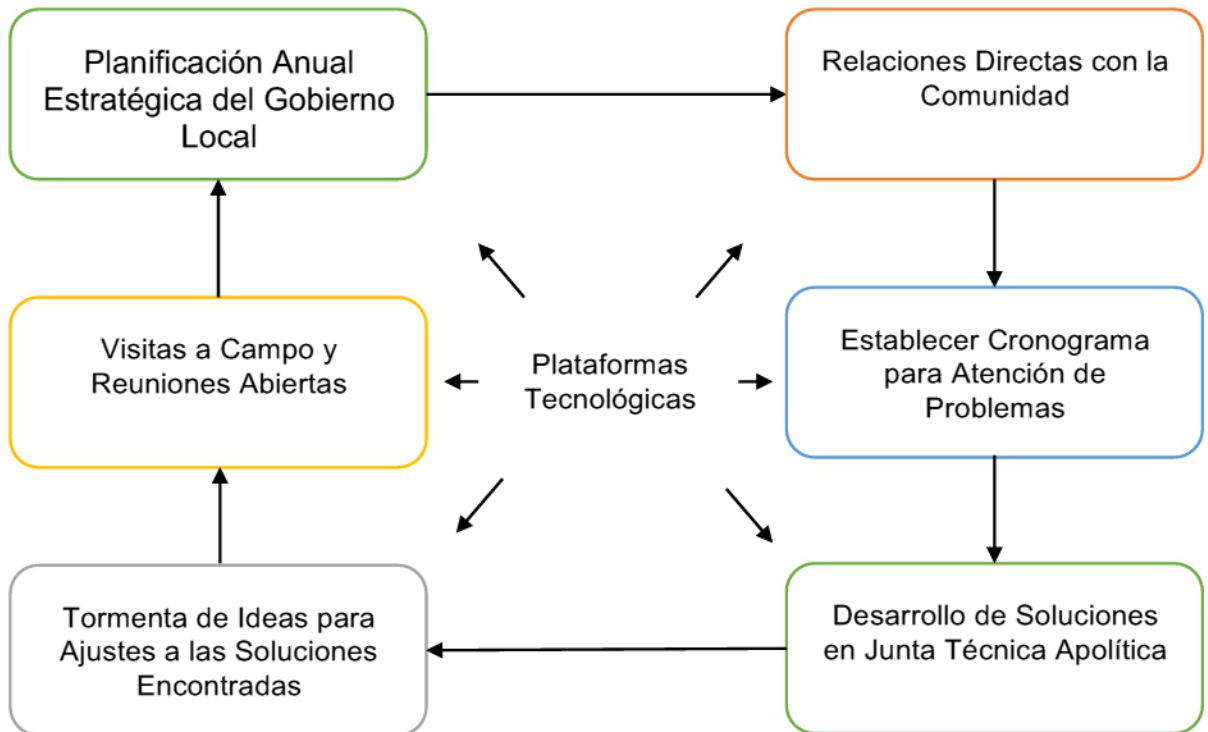 Planificación Anual
Estratégica del Gobierno
Local
Relaciones Directas con la
Comunidad
Visitas a Campo y
Reuniones Abiertas
Plataformas
Tecnológicas
Establecer Cronograma
para Atención de
Problemas
Tormenta de Ideas para
Ajustes a las Soluciones
Encontradas
Desarrollo de Soluciones
en Junta Técnica Apolítica